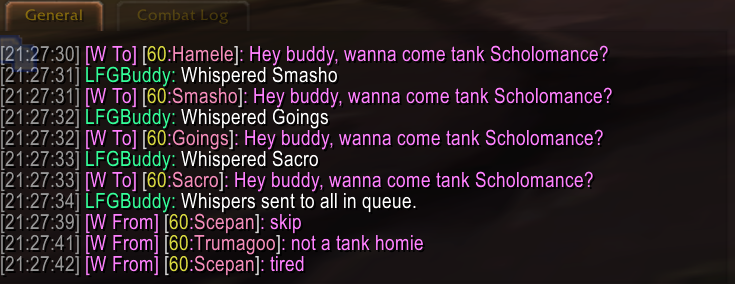 General Combat Log
[21:27:30] [W To] [60:Hamele]: Hey buddy, wanna come tank Scholomance?
[21:27:31] LFGBuddy: Whispered Smasho
[21:27:31] [W To] [60:Smasho]: Hey buddy, wanna come tank Scholomance?
[21:27:32] LFGBuddy: Whispered Goings
[21:27:32] [W To] [60:Goings]: Hey buddy, wanna come tank Scholomance?
[21:27:33] LFGBuddy: Whispered Sacro
[21:27:33] [W To] [60:Sacro]: Hey buddy, wanna come tank Scholomance?
[21:27:34] LFGBuddy: Whispers sent to all in queue.
[21:27:39] [W From] [60:Scepan]: skip
[21:27:41] [W From] [60:Trumagoo]: not a tank homie
[21:27:42] [W From] [60:Scepan]: tired